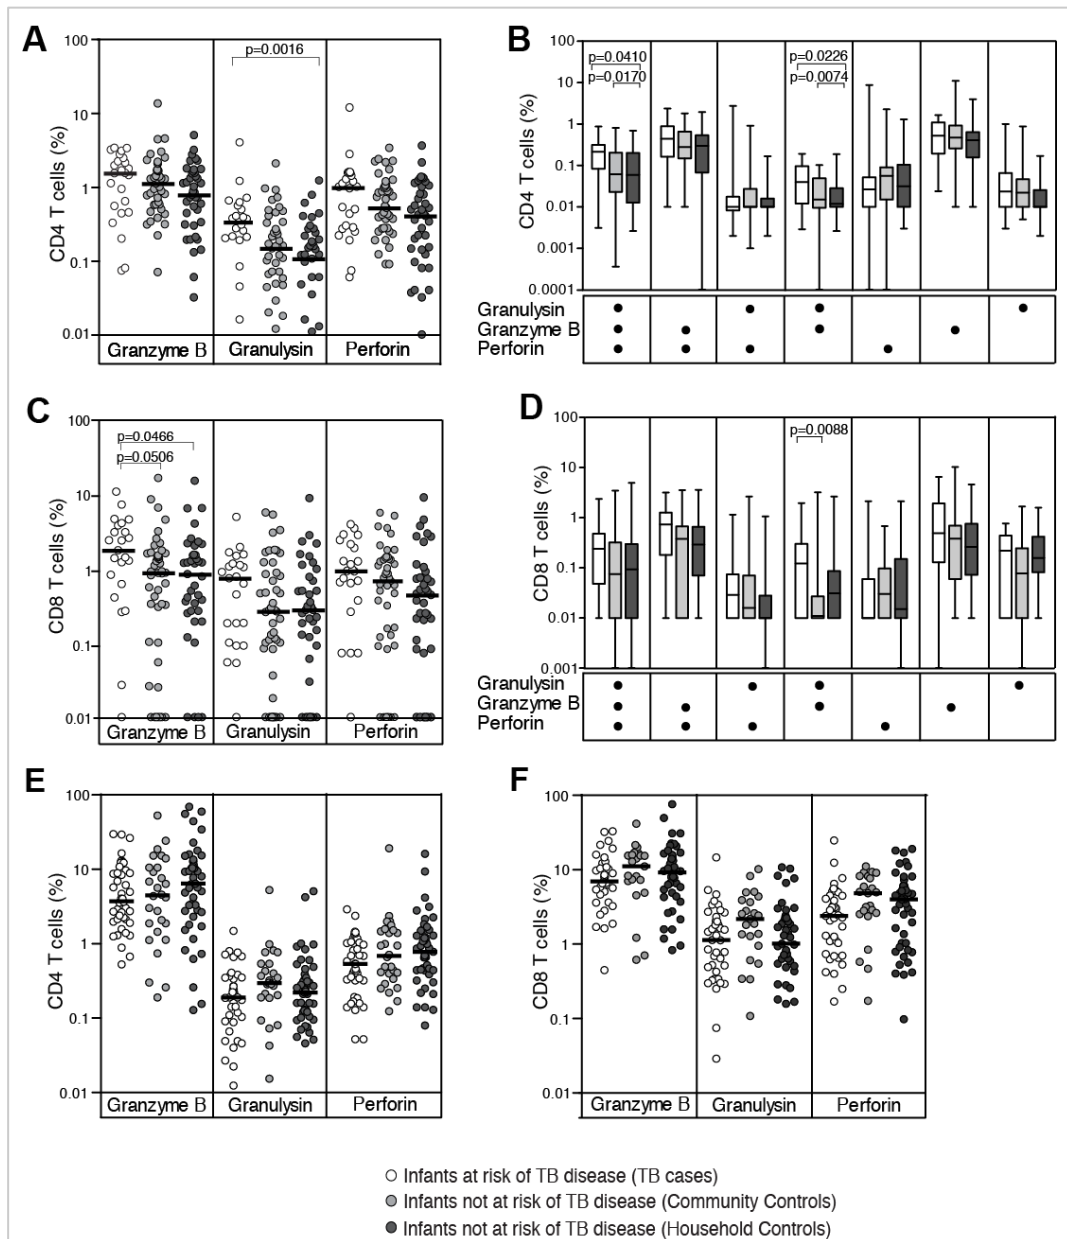 A
100
10
1
0.1
0.01
CD4 T cells (%)
p=0.0016
Granzyme B
Granulysin
Perforin
B
100
10
1
0.1
0.01
0.001
0.0001
CD4 T cells (%)
p=0.0410
p=0.0170
p=0.0226
p=0.0074
Granulysin
Granzyme B
Perforin
C
100
10
1
0.1
0.01
CD8 T cells (%)
p=0.0466
p=0.0506
Granzyme B
Granulysin
Perforin
D
100
10
1
0.1
0.01
0.001
CD8 T cells (%)
p=0.0088
Granulysin
Granzyme B
Perforin
E
100
10
1
0.1
0.01
CD4 T cells (%)
Granzyme B
Granulysin
Perforin
F
100
10
1
0.1
0.01
CD8 T cells (%)
Granzyme B
Granulysin
Perforin
Infants at risk of TB disease (TB cases)
Infants not at risk of TB disease (Community Controls)
Infants not at risk of TB disease (Household Controls)